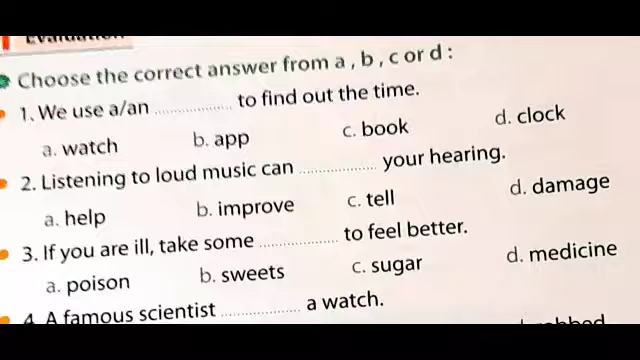 Evaluation
Choose the correct answer from a , b , c or d :
1. We use a/an .................... to find out the time.
a. watch b. app c. book d. clock
2. Listening to loud music can .................... your hearing.
a. help b. improve c. tell d. damage
3. If you are ill, take some .................... to feel better.
a. poison b. sweets c. sugar d. medicine
4. A famous scientist .................... a watch.